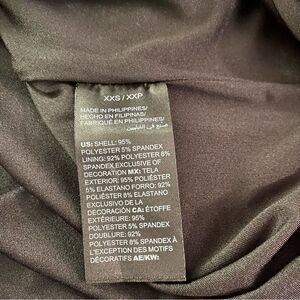 XXS / XXP
MADE IN PHILIPPINES/
HECHO EN FILIPINAS/
FABRIQUÉ EN PHILIPPINES/
صنع في الفلبين
US: SHELL: 95%
POLYESTER 5% SPANDEX
LINING: 92% POLYESTER 8%
SPANDEX EXCLUSIVE OF
DECORATION MX: TELA
EXTERIOR: 95% POLIÉSTER
5% ELASTANO FORRO: 92%
POLIÉSTER 8% ELASTANO
EXCLUSIVO DE LA
DECORACIÓN CA: ÉTOFFE
EXTÉRIEURE: 95%
POLYESTER 5% SPANDEX
DOUBLURE: 92%
POLYESTER 8% SPANDEX À
L'EXCEPTION DES MOTIFS
DÉCORATIFS AE/KW: